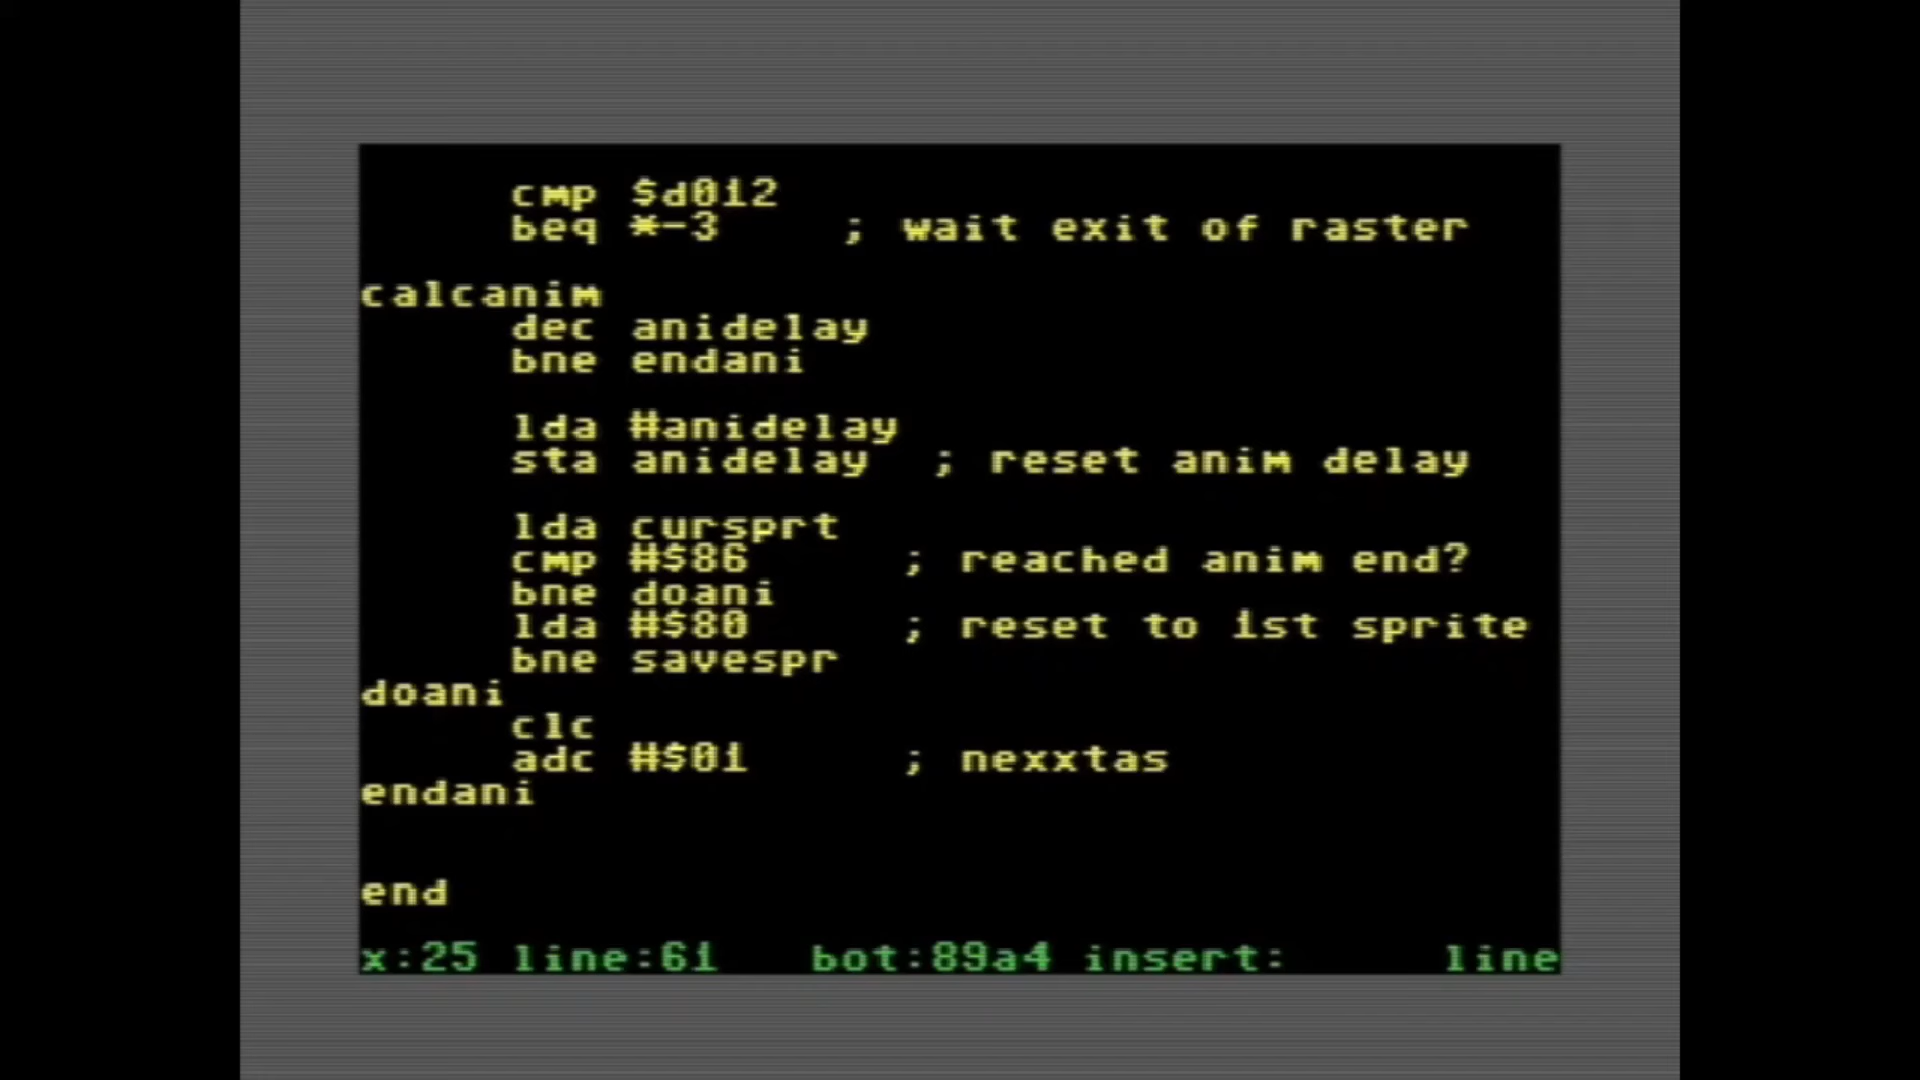 cmp $d012
beq *-3    ; wait exit of raster
calcanim
dec anidelay
bne endani
lda #anidelay
sta anidelay  ; reset anim delay
lda cursprt
cmp #$86     ; reached anim end?
bne doani
lda #$80     ; reset to 1st sprite
bne savespr
doani
clc
adc #$01     ; nexxtas
endani
end
x:25 line:61   bot:89a4 insert:     line